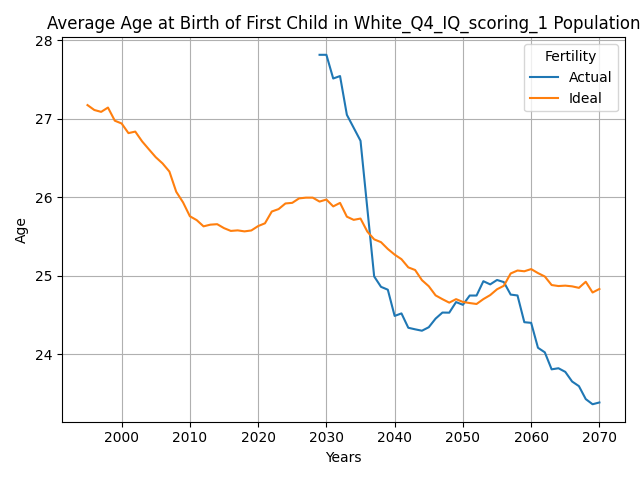 Average Age at Birth of First Child in White_Q4_IQ_scoring_1 Population
28
27
26
25
24
Age
Fertility
Actual
Ideal
2000 2010 2020 2030 2040 2050 2060 2070
Years